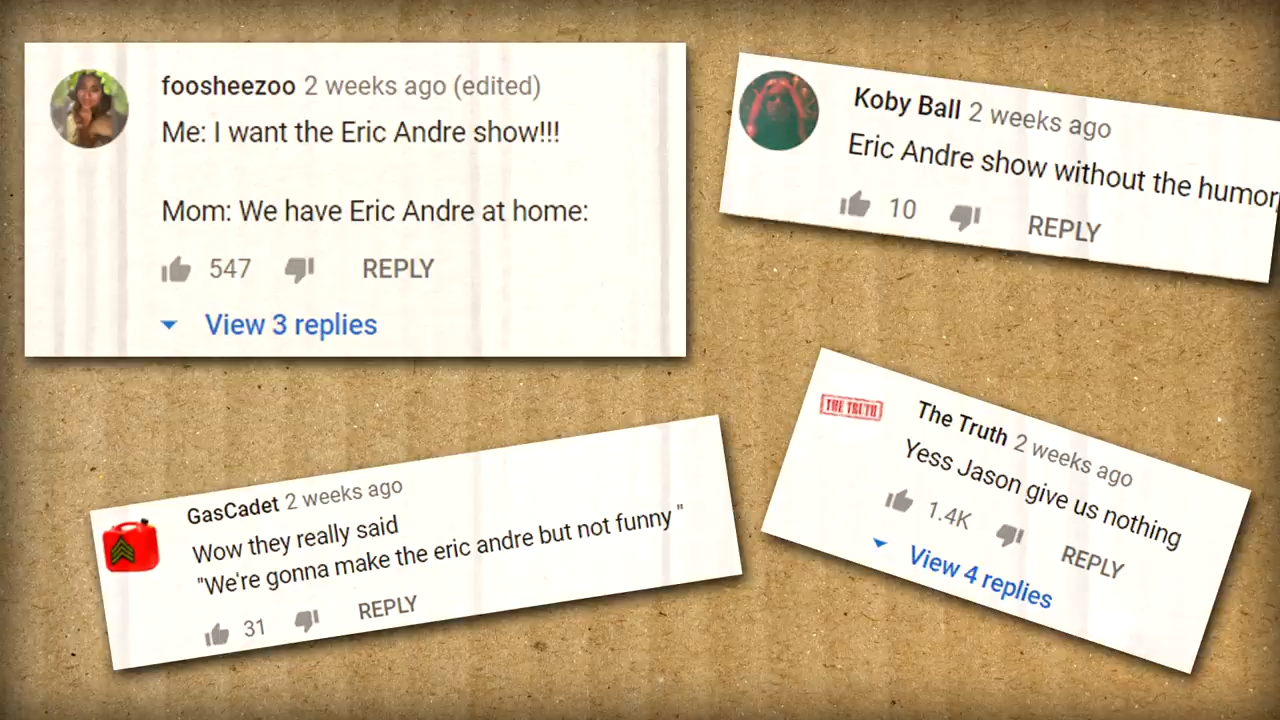 foosheezoo 2 weeks ago (edited)
Me: I want the Eric Andre show!!!
Mom: We have Eric Andre at home:
547 REPLY
View 3 replies
Koby Ball 2 weeks ago
Eric Andre show without the humor
10 REPLY
GasCadet 2 weeks ago
Wow they really said
"We're gonna make the eric andre but not funny "
31 REPLY
THE TRUTH
The Truth 2 weeks ago
Yess Jason give us nothing
1.4K REPLY
View 4 replies